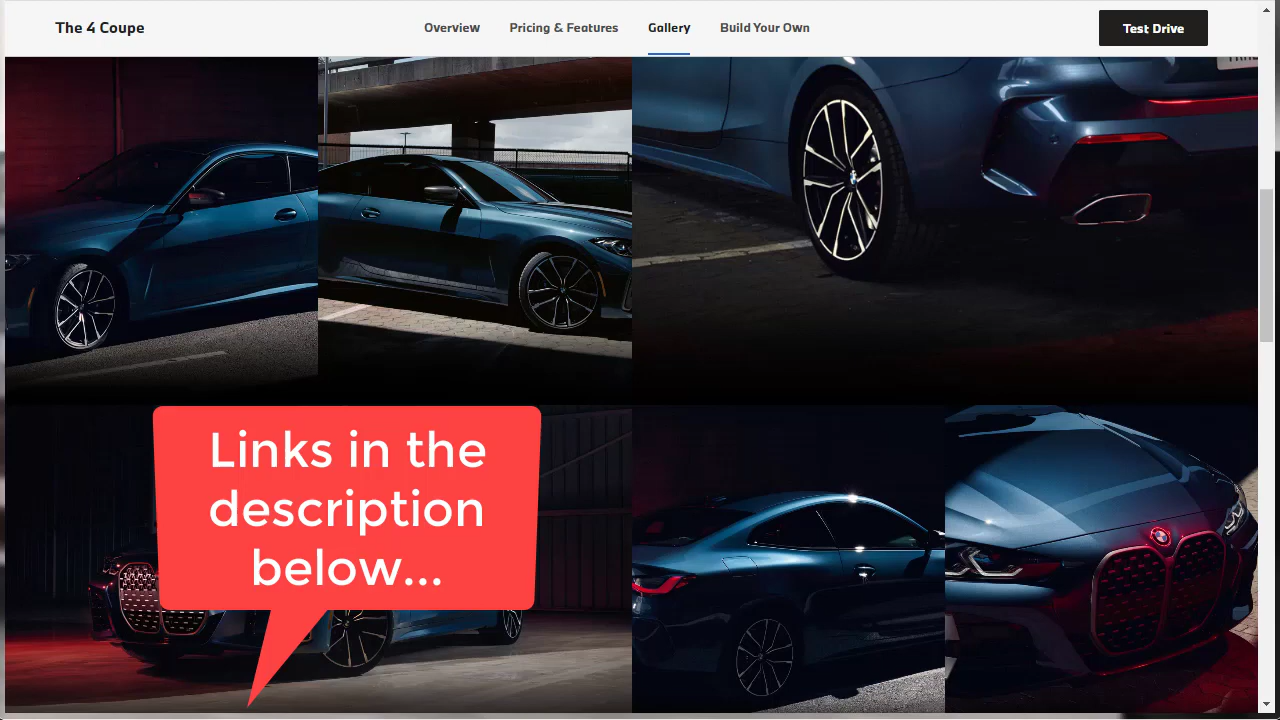 The 4 Coupe
Overview
Pricing & Features
Gallery
Build Your Own
Test Drive
Links in the
description
below...